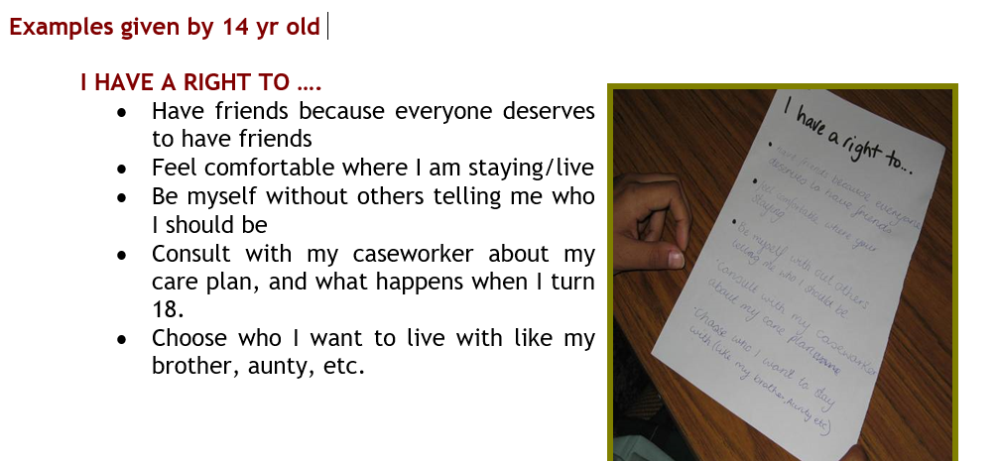 Examples given by 14 yr old
I HAVE A RIGHT TO ....
• Have friends because everyone deserves
to have friends
• Feel comfortable where I am staying/live
• Be myself without others telling me who
I should be
• Consult with my caseworker about my
care plan, and what happens when I turn
18.
• Choose who I want to live with like my
brother, aunty, etc.
I have a right to...
• have friends because everyone
deserves to have friends
• feel comfortable where your
staying
• Be myself with out others
telling me who I should be
• consult with my caseworker
about my care plan
• Choose who I want to stay
with (like my brother, Aunty etc)